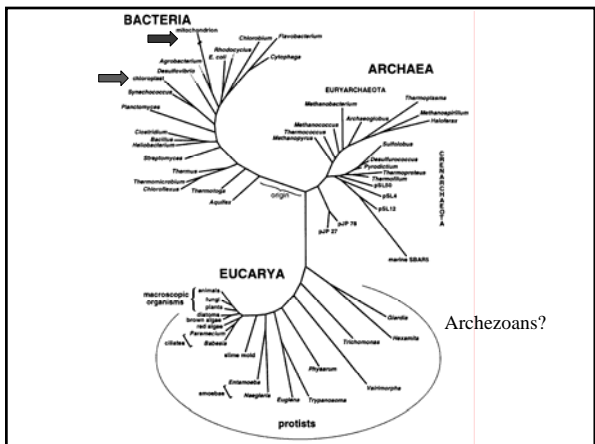 BACTERIA
mitochondrion
Rhodocyclus
E. coli
Chlorobium
Flavobacterium
Cytophaga
Agrobacterium
Desulfovibrio
chloroplast
Synechococcus
Planctomyces
Clostridium
Bacillus
Heliobacterium
Streptomyces
Thermus
Thermomicrobium
Chloroflexus
Thermotoga
Aquifex
origin
ARCHAEA
EURYARCHAEOTA
Methanobacterium
Thermoplasma
Archaeoglobus
Methanospirillum
Haloferax
Methanococcus
Thermococcus
Methanopyrus
CRENARCHAEOTA
Sulfolobus
Desulfurococcus
Pyrodictium
Thermoproteus
Thermofilum
pSL50
pSL4
pSL12
pJP 78
pJP 27
marine SBAR5
EUCARYA
macroscopic
organisms
animals
fungi
plants
diatoms
brown algae
red algae
ciliates
Paramecium
Babesia
slime mold
amoebas
Entamoeba
Naegleria
Euglena
Trypanosoma
Physarum
Vairimorpha
Trichomonas
Hexamita
Giardia
protists
Archezoans?